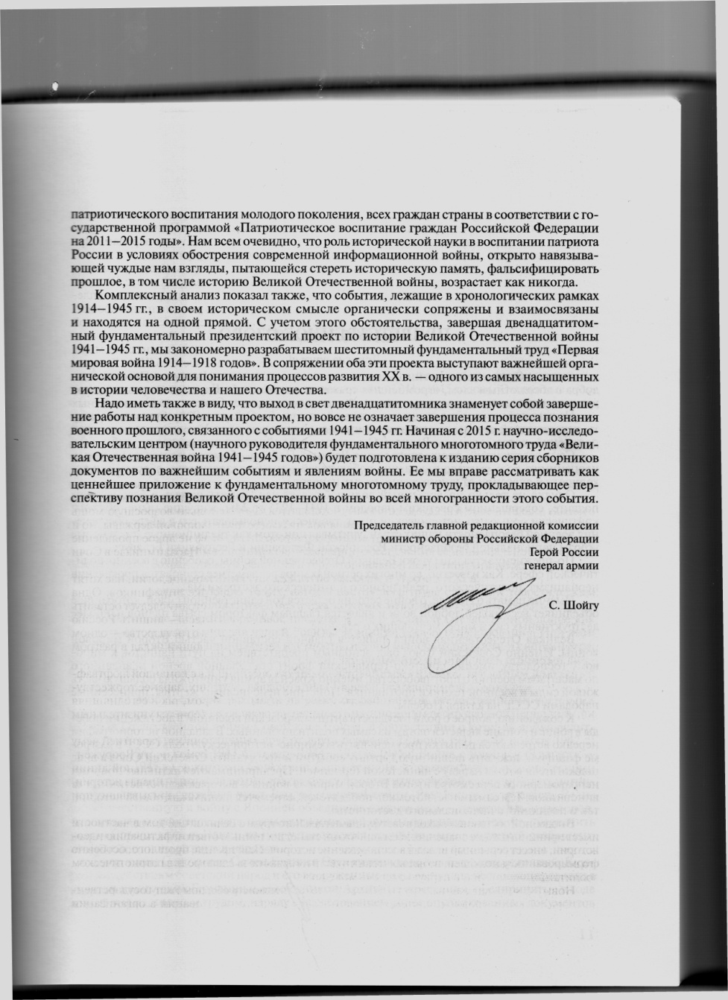 патриотического воспитания молодого поколения, всех граждан страны в соответствии с го-
сударственной программой «Патриотическое воспитание граждан Российской Федерации
на 2011—2015 годы». Нам всем очевидно, что роль исторической науки в воспитании патриота
России в условиях обострения современной информационной войны, открыто навязыва-
ющей чуждые нам взгляды, пытающейся стереть историческую память, фальсифицировать
прошлое, в том числе историю Великой Отечественной войны, возрастает как никогда.
Комплексный анализ показал также, что события, лежащие в хронологических рамках
1914—1945 гг., в своем историческом смысле органически сопряжены и взаимосвязаны
и находятся на одной прямой. С учетом этого обстоятельства, завершая двенадцатитом-
ный фундаментальный президентский проект по истории Великой Отечественной войны
1941—1945 гг., мы закономерно разрабатываем шеститомный фундаментальный труд «Первая
мировая война 1914—1918 годов». В сопряжении оба эти проекта выступают важнейшей орга-
нической основой для понимания процессов развития XX в. — одного из самых насыщенных
в истории человечества и нашего Отечества.
Надо иметь также в виду, что выход в свет двенадцатитомника знаменует собой заверше-
ние работы над конкретным проектом, но вовсе не означает завершения процесса познания
военного прошлого, связанного с событиями 1941—1945 гг. Начиная с 2015 г. научно-исследо-
вательским центром (научного руководителя фундаментального многотомного труда «Вели-
кая Отечественная война 1941—1945 годов») будет подготовлена к изданию серия сборников
документов по важнейшим событиям и явлениям войны. Ее мы вправе рассматривать как
ценнейшее приложение к фундаментальному многотомному труду, прокладывающее пер-
спективу познания Великой Отечественной войны во всей многогранности этого события.
Председатель главной редакционной комиссии
министр обороны Российской Федерации
Герой России
генерал армии
С. Шойгу